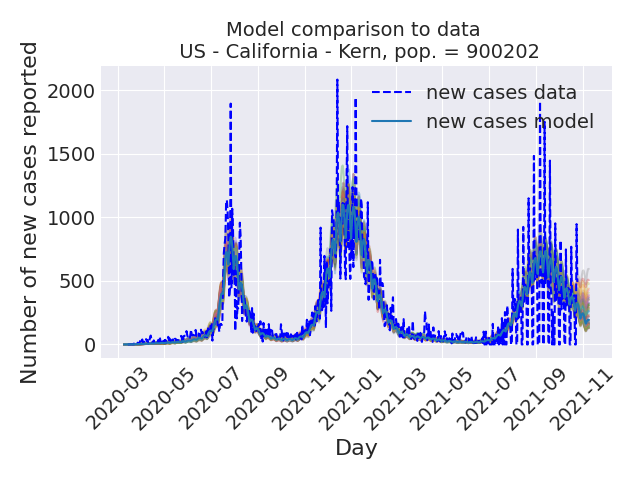 Model comparison to data
US - California - Kern, pop. = 900202
Number of new cases reported
2000
1500
1000
500
0
new cases data
new cases model
2020-03
2020-05
2020-07
2020-09
2020-11
2021-01
2021-03
2021-05
2021-07
2021-09
2021-11
Day